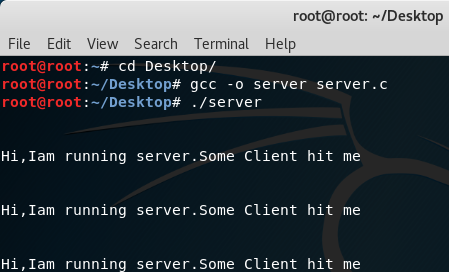 root@root: ~/Desktop
File Edit View Search Terminal Help
root@root:~# cd Desktop/
root@root:~/Desktop# gcc -o server server.c
root@root:~/Desktop# ./server
Hi,Iam running server.Some Client hit me
Hi,Iam running server.Some Client hit me
Hi,Iam running server.Some Client hit me